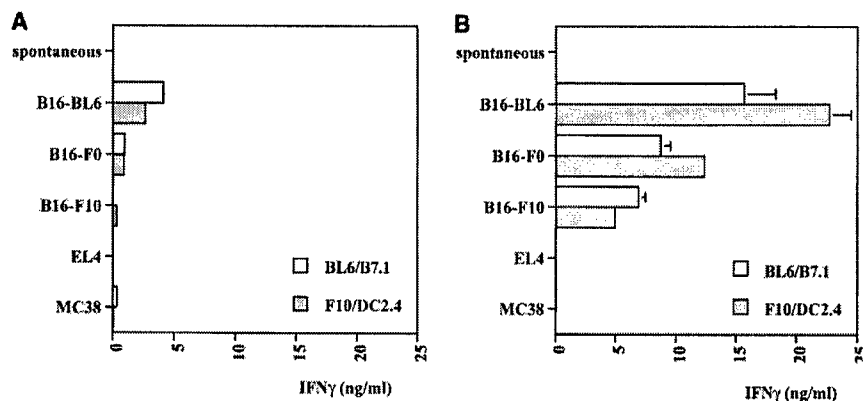 A
spontaneous
B16-BL6
B16-F0
B16-F10
EL4
MC38
BL6/B7.1
F10/DC2.4
0
5
10
15
20
25
IFNγ (ng/ml)
B
spontaneous
B16-BL6
B16-F0
B16-F10
EL4
MC38
BL6/B7.1
F10/DC2.4
0
5
10
15
20
25
IFNγ (ng/ml)